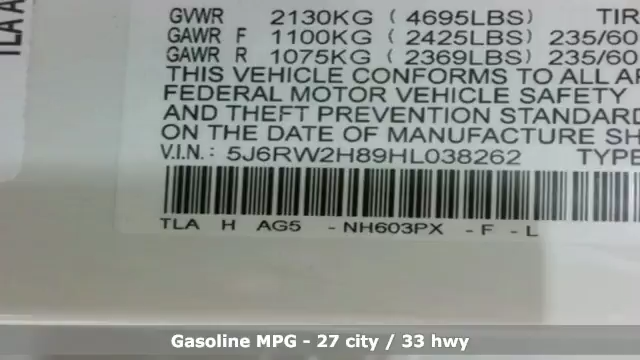 TLA A
GVWR 2130KG ( 4695LBS) TIR
GAWR F 1100KG ( 2425LBS) 235/60
GAWR R 1075KG ( 2369LBS) 235/60
THIS VEHICLE CONFORMS TO ALL AP
FEDERAL MOTOR VEHICLE SAFETY
AND THEFT PREVENTION STANDARD
ON THE DATE OF MANUFACTURE SH
V.I.N.: 5J6RW2H89HL038262 TYPE
TLA H AG5 -NH603PX -F -L
Gasoline MPG - 27 city / 33 hwy